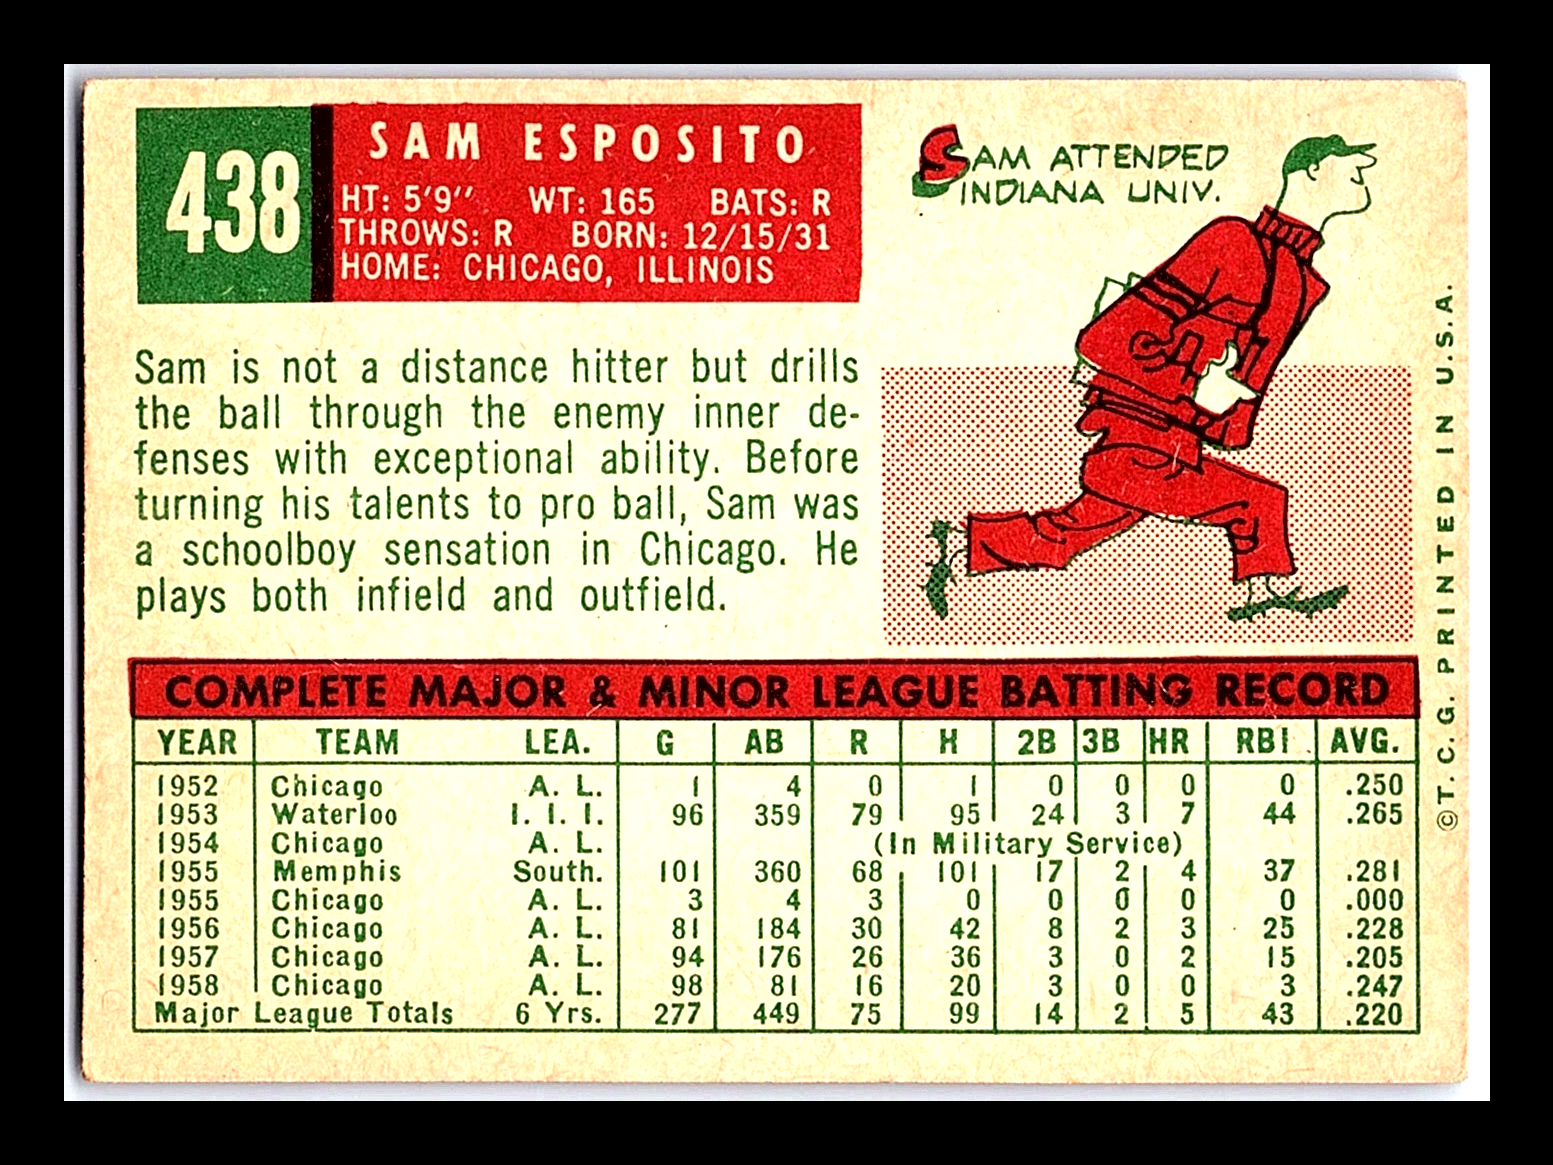 438
SAM ESPOSITO
HT: 5'9" WT: 165 BATS: R
THROWS: R BORN: 12/15/31
HOME: CHICAGO, ILLINOIS
SAM ATTENDED
INDIANA UNIV.
Sam is not a distance hitter but drills
the ball through the enemy inner de-
fenses with exceptional ability. Before
turning his talents to pro ball, Sam was
a schoolboy sensation in Chicago. He
plays both infield and outfield.
COMPLETE MAJOR & MINOR LEAGUE BATTING RECORD
YEAR TEAM LEA. G AB R H 2B 3B HR RBI AVG.
1952 Chicago A. L. 1 4 0 1 0 0 0 0 .250
1953 Waterloo I. I. I. 96 359 79 95 24 3 7 44 .265
1954 Chicago A. L. (In Military Service)
1955 Memphis South. 101 360 68 101 17 2 4 37 .281
1955 Chicago A. L. 3 4 3 0 0 0 0 0 .000
1956 Chicago A. L. 81 184 30 42 8 2 3 25 .228
1957 Chicago A. L. 94 176 26 36 3 0 2 15 .205
1958 Chicago A. L. 98 81 16 20 3 0 0 3 .247
Major League Totals 6 Yrs. 277 449 75 99 14 2 5 43 .220
©T. C. G. PRINTED IN U.S.A.